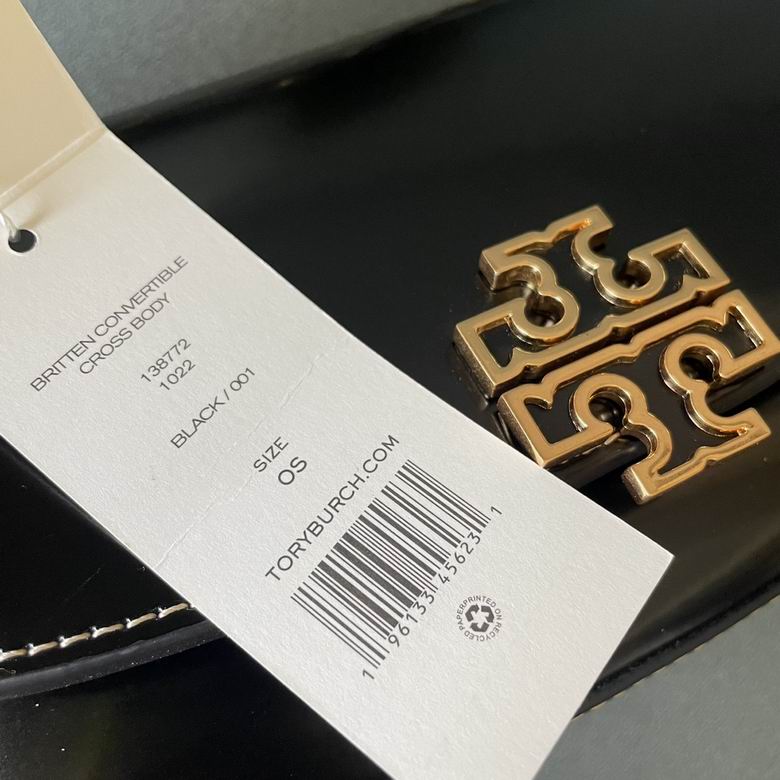 BRITTEN CONVERTIBLE
CROSS BODY
138772
1022
BLACK / 001
SIZE
OS
TORYBURCH.COM
1 96133 45623 1
PRINTED ON RECYCLED PAPER